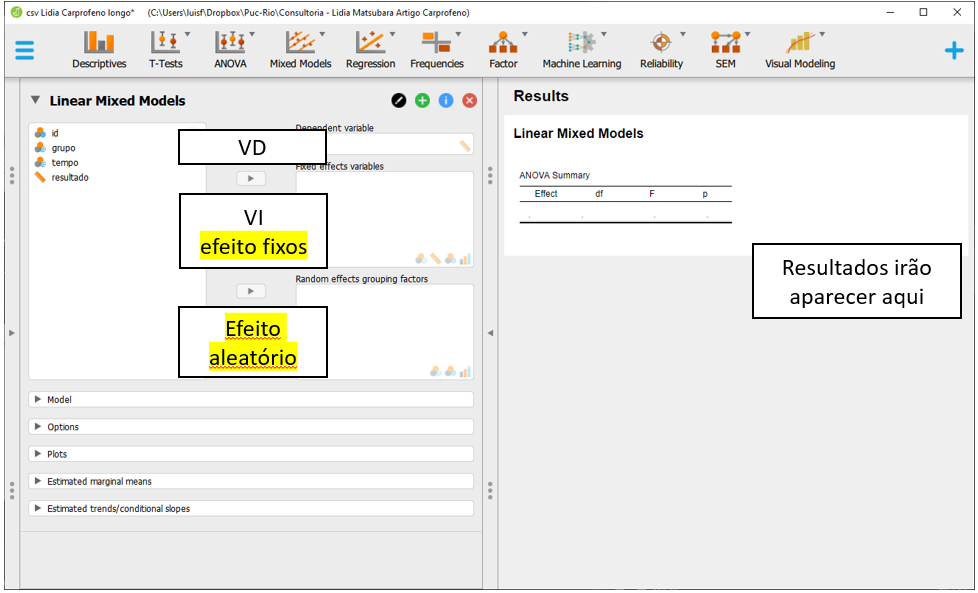 csv Lidia Carprofeno longo* (C:\Users\luisf\Dropbox\Puc-Rio\Consultoria - Lidia Matsubara Artigo Carprofeno)
Descriptives T-Tests ANOVA Mixed Models Regression Frequencies Factor Machine Learning Reliability SEM Visual Modeling
Linear Mixed Models
id
grupo
tempo
resultado
Dependent variable
VD
Fixed effects variables
VI
efeito fixos
Random effects grouping factors
Efeito
aleatório
Model
Options
Plots
Estimated marginal means
Estimated trends/conditional slopes
Results
Linear Mixed Models
ANOVA Summary
Effect df F p
. . . .
Resultados irão
aparecer aqui